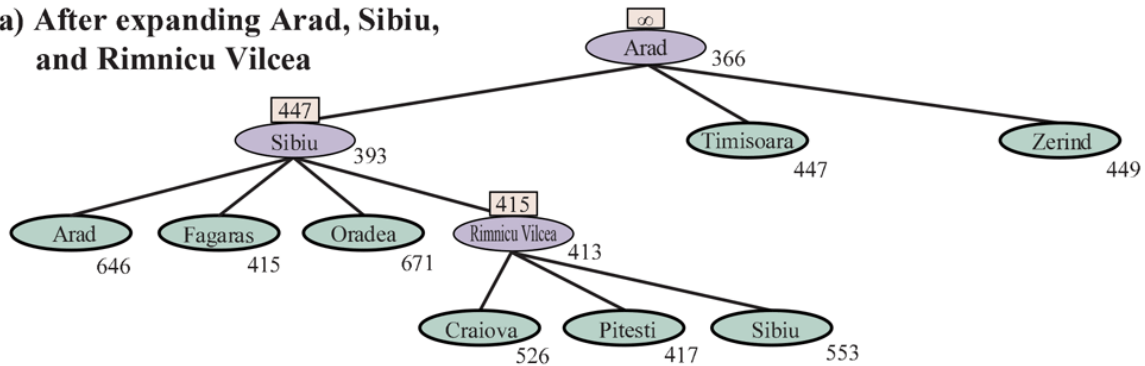 a) After expanding Arad, Sibiu,
and Rimnicu Vilcea
∞
Arad
366
447
Sibiu
393
Timisoara
447
Zerind
449
Arad
646
Fagaras
415
Oradea
671
415
Rimnicu Vilcea
413
Craiova
526
Pitesti
417
Sibiu
553